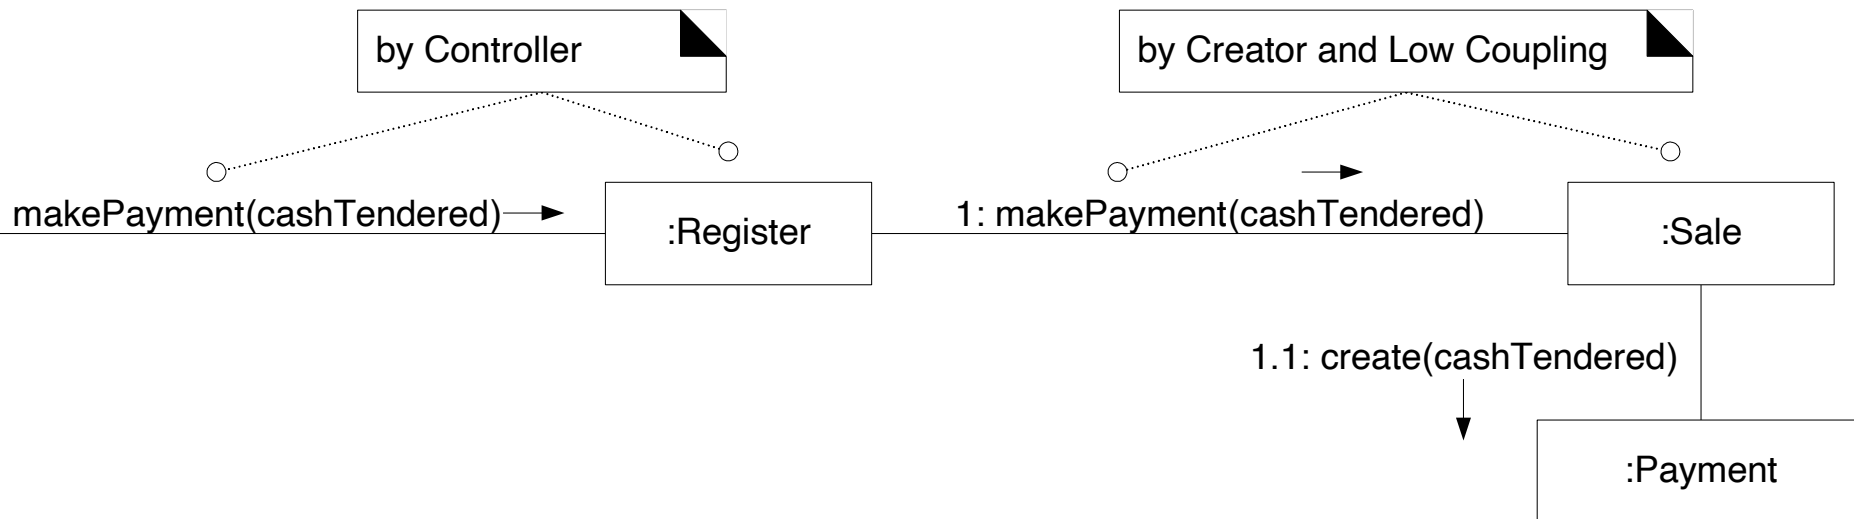 by Controller
by Creator and Low Coupling
makePayment(cashTendered)
:Register
1: makePayment(cashTendered)
:Sale
1.1: create(cashTendered)
:Payment